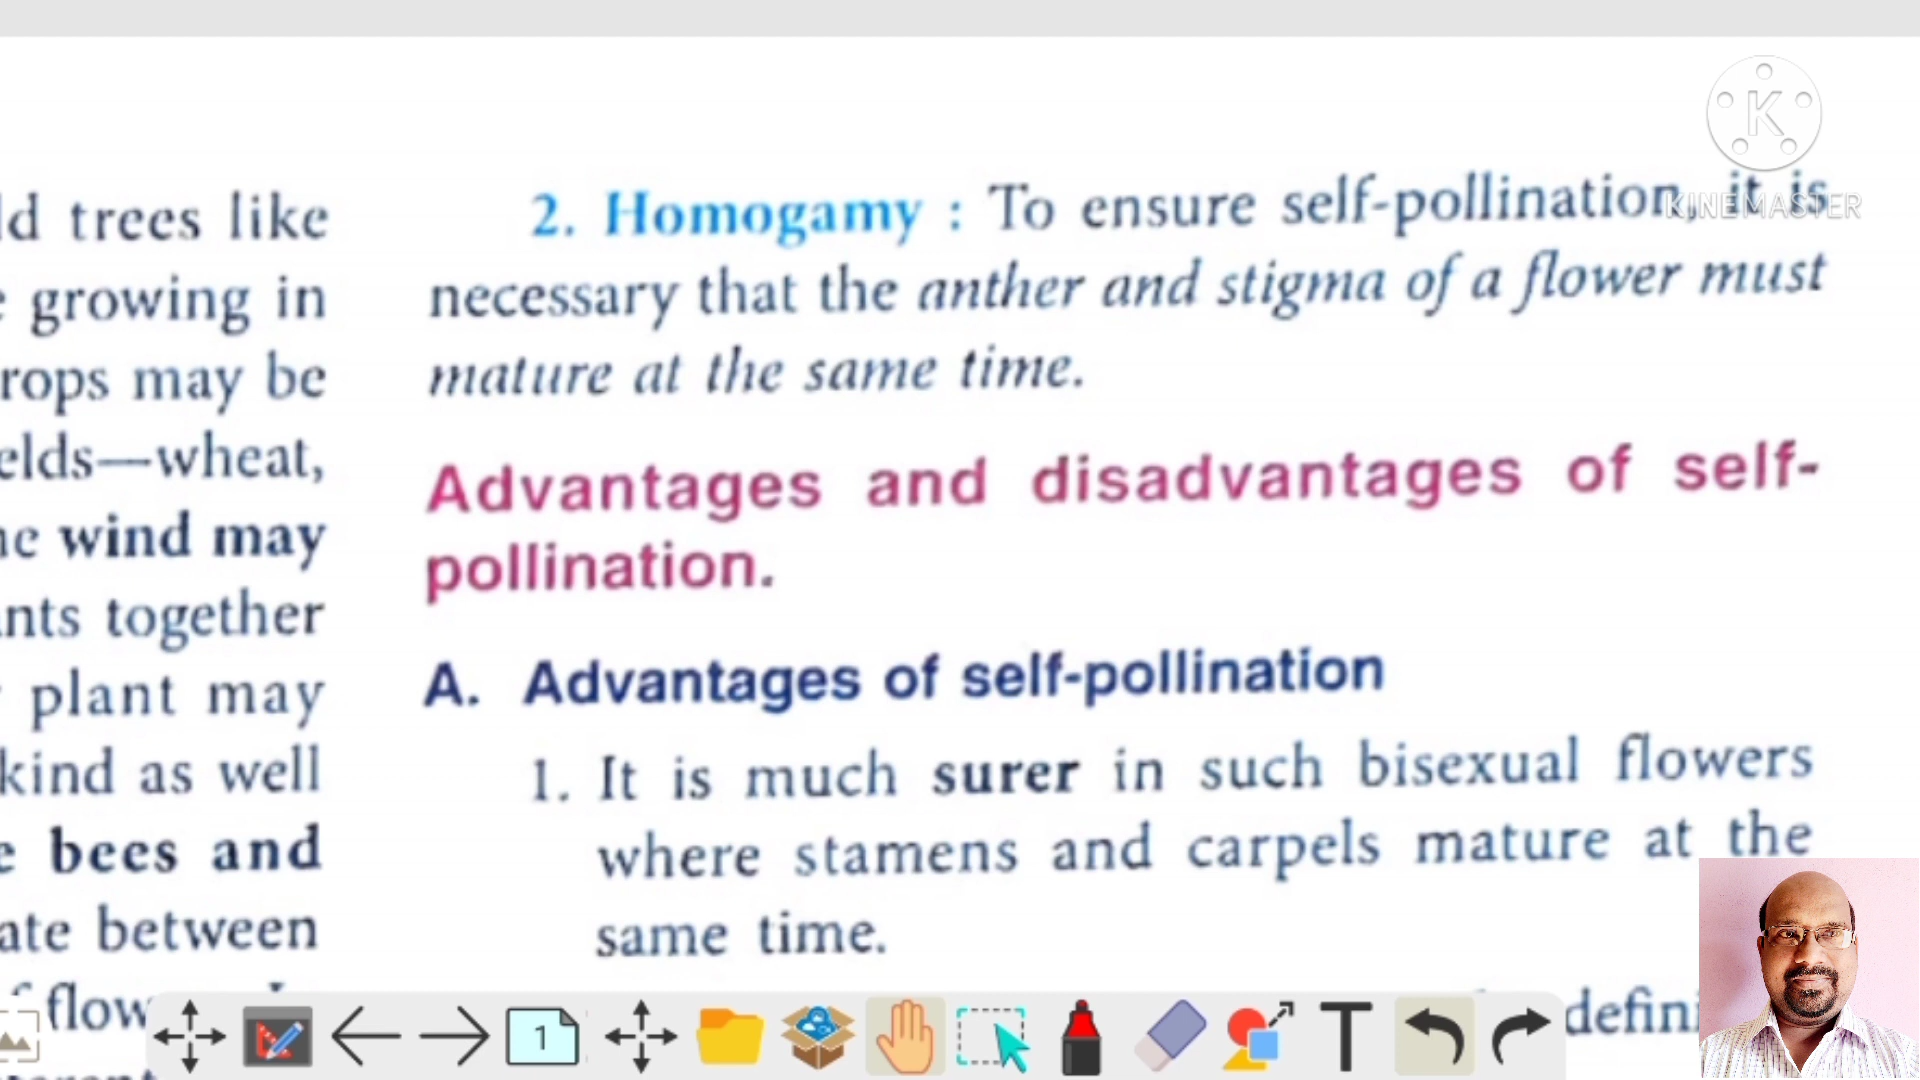 ld trees like
growing in
rops may be
elds—wheat,
wind may
nts together
plant may
kind as well
bees and
ate between
flow
2. Homogamy : To ensure self-pollination, it is
necessary that the anther and stigma of a flower must
mature at the same time.
Advantages and disadvantages of self-
pollination.
A. Advantages of self-pollination
1. It is much surer in such bisexual flowers
where stamens and carpels mature at the
same time.
defini
K
KINEMASTER
1
T